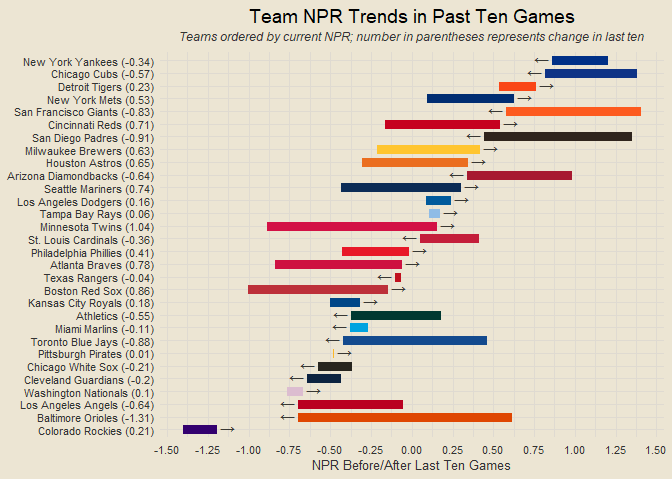 Team NPR Trends in Past Ten Games
Teams ordered by current NPR; number in parentheses represents change in last ten
New York Yankees (-0.34)
Chicago Cubs (-0.57)
Detroit Tigers (0.23)
New York Mets (0.53)
San Francisco Giants (-0.83)
Cincinnati Reds (0.71)
San Diego Padres (-0.91)
Milwaukee Brewers (0.63)
Houston Astros (0.65)
Arizona Diamondbacks (-0.64)
Seattle Mariners (0.74)
Los Angeles Dodgers (0.16)
Tampa Bay Rays (0.06)
Minnesota Twins (1.04)
St. Louis Cardinals (-0.36)
Philadelphia Phillies (0.41)
Atlanta Braves (0.78)
Texas Rangers (-0.04)
Boston Red Sox (0.86)
Kansas City Royals (0.18)
Athletics (-0.55)
Miami Marlins (-0.11)
Toronto Blue Jays (-0.88)
Pittsburgh Pirates (0.01)
Chicago White Sox (-0.21)
Cleveland Guardians (-0.2)
Washington Nationals (0.1)
Los Angeles Angels (-0.64)
Baltimore Orioles (-1.31)
Colorado Rockies (0.21)
-1.50 -1.25 -1.00 -0.75 -0.50 -0.25 0.00 0.25 0.50 0.75 1.00 1.25 1.50
NPR Before/After Last Ten Games